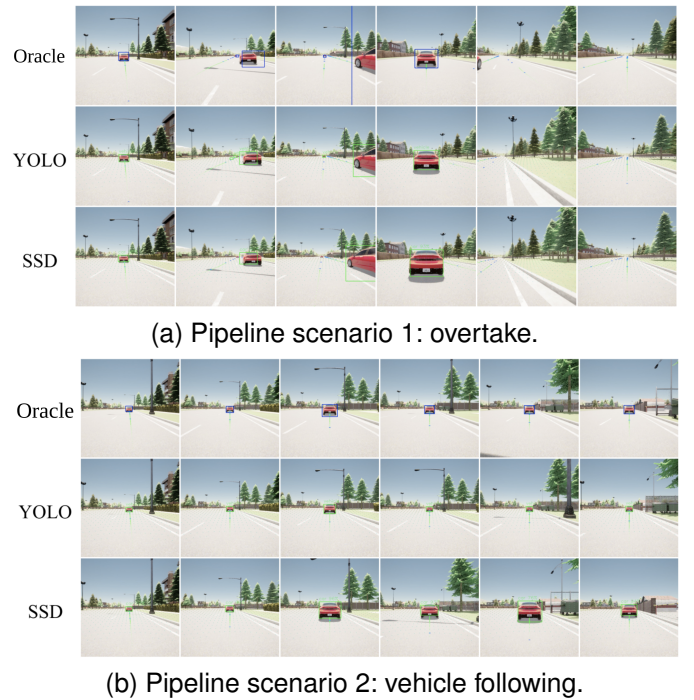 Oracle
YOLO
SSD
(a) Pipeline scenario 1: overtake.
Oracle
YOLO
SSD
(b) Pipeline scenario 2: vehicle following.